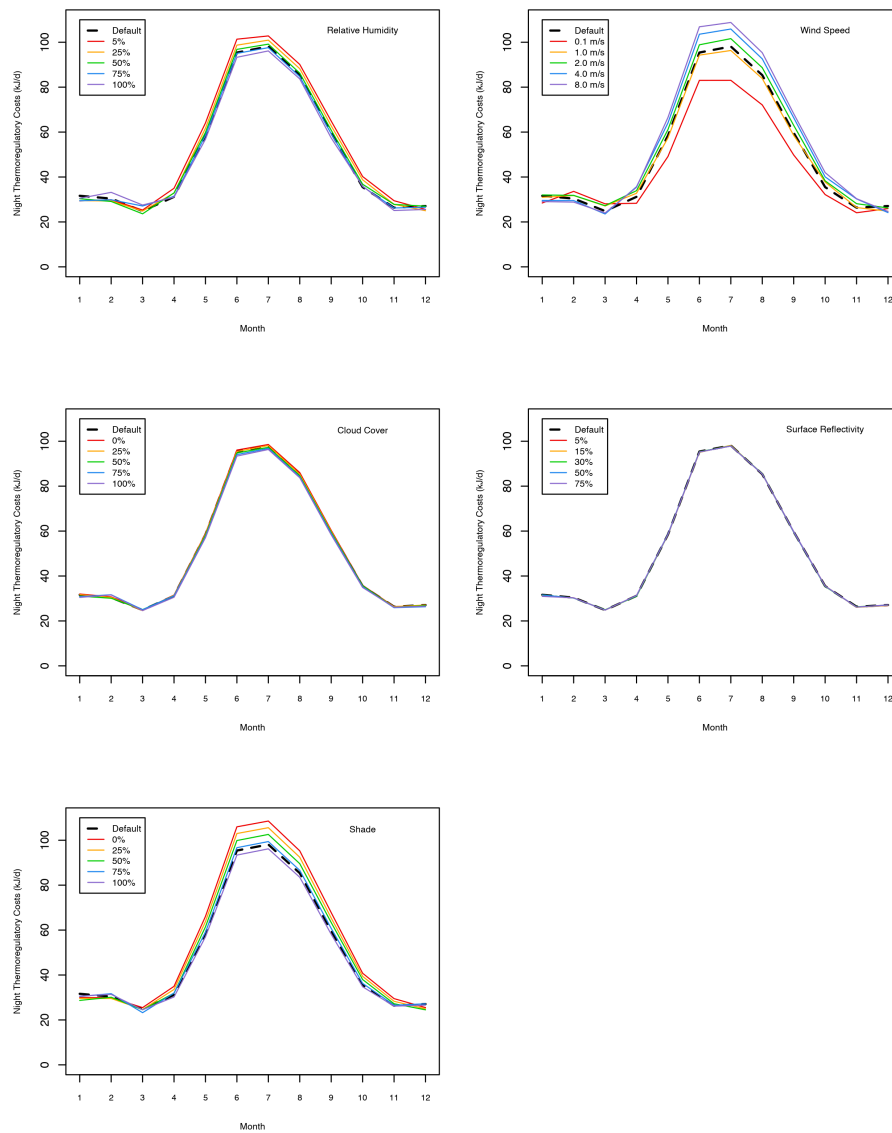 Relative Humidity
Default
5%
25%
50%
75%
100%
Night Thermoregulatory Costs (kJ/d)
0 20 40 60 80 100
1 2 3 4 5 6 7 8 9 10 11 12
Month
Wind Speed
Default
0.1 m/s
1.0 m/s
2.0 m/s
4.0 m/s
8.0 m/s
Night Thermoregulatory Costs (kJ/d)
0 20 40 60 80 100
1 2 3 4 5 6 7 8 9 10 11 12
Month
Cloud Cover
Default
0%
25%
50%
75%
100%
Night Thermoregulatory Costs (kJ/d)
0 20 40 60 80 100
1 2 3 4 5 6 7 8 9 10 11 12
Month
Surface Reflectivity
Default
5%
15%
30%
50%
75%
Night Thermoregulatory Costs (kJ/d)
0 20 40 60 80 100
1 2 3 4 5 6 7 8 9 10 11 12
Month
Shade
Default
0%
25%
50%
75%
100%
Night Thermoregulatory Costs (kJ/d)
0 20 40 60 80 100
1 2 3 4 5 6 7 8 9 10 11 12
Month